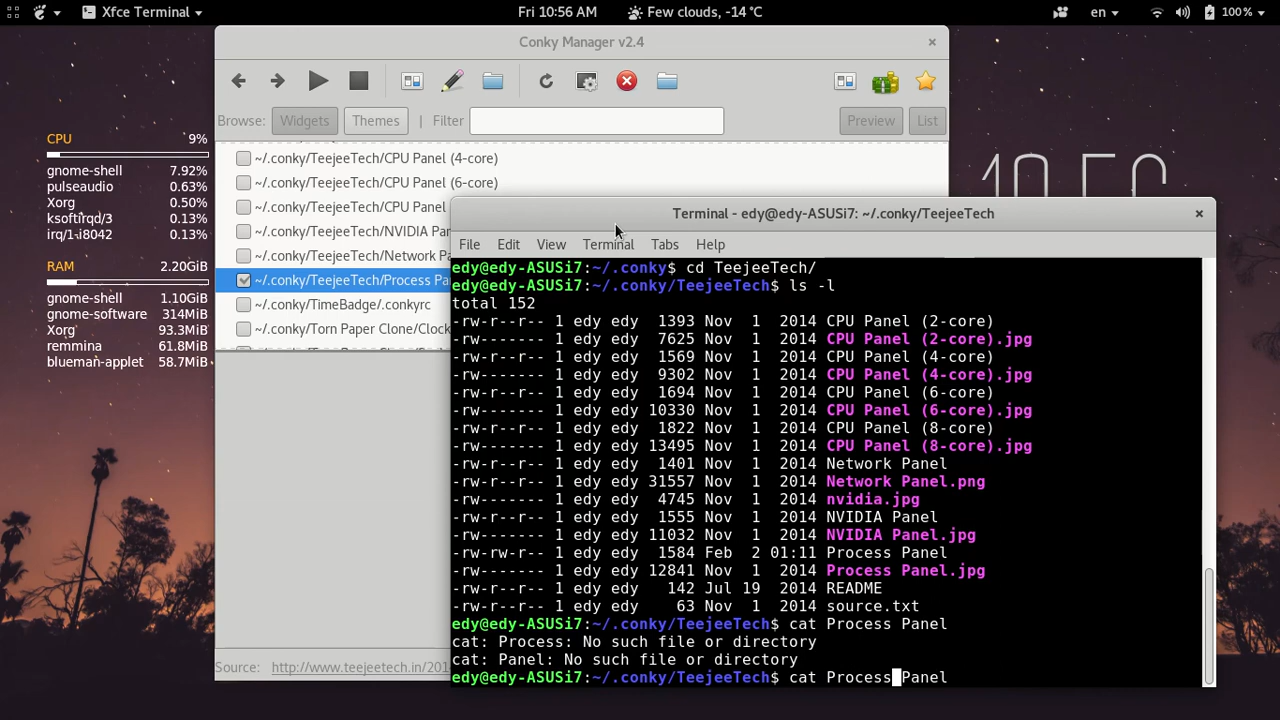 Xfce Terminal
Fri 10:56 AM
Few clouds, -14 °C
en
100%
Conky Manager v2.4
Browse: Widgets Themes | Filter
Preview List
~/.conky/TeejeeTech/CPU Panel (4-core)
~/.conky/TeejeeTech/CPU Panel (6-core)
~/.conky/TeejeeTech/CPU Panel
~/.conky/TeejeeTech/NVIDIA Pan
~/.conky/TeejeeTech/Network Pa
~/.conky/TeejeeTech/Process Pa
~/.conky/TimeBadge/.conkyrc
~/.conky/Torn Paper Clone/Clock
Source: http://www.teejeetech.in/201
CPU 9%
gnome-shell 7.92%
pulseaudio 0.63%
Xorg 0.50%
ksoftirqd/3 0.13%
irq/1-i8042 0.13%
RAM 2.20GiB
gnome-shell 1.10GiB
gnome-software 314MiB
Xorg 93.3MiB
remmina 61.8MiB
blueman-applet 58.7MiB
Terminal - edy@edy-ASUSi7: ~/.conky/TeejeeTech
File Edit View Terminal Tabs Help
edy@edy-ASUSi7:~/.conky$ cd TeejeeTech/
edy@edy-ASUSi7:~/.conky/TeejeeTech$ ls -l
total 152
-rw-r--r-- 1 edy edy 1393 Nov 1 2014 CPU Panel (2-core)
-rw------- 1 edy edy 7625 Nov 1 2014 CPU Panel (2-core).jpg
-rw-r--r-- 1 edy edy 1569 Nov 1 2014 CPU Panel (4-core)
-rw------- 1 edy edy 9302 Nov 1 2014 CPU Panel (4-core).jpg
-rw-r--r-- 1 edy edy 1694 Nov 1 2014 CPU Panel (6-core)
-rw------- 1 edy edy 10330 Nov 1 2014 CPU Panel (6-core).jpg
-rw-r--r-- 1 edy edy 1822 Nov 1 2014 CPU Panel (8-core)
-rw------- 1 edy edy 13495 Nov 1 2014 CPU Panel (8-core).jpg
-rw-r--r-- 1 edy edy 1401 Nov 1 2014 Network Panel
-rw------- 1 edy edy 31557 Nov 1 2014 Network Panel.png
-rw------- 1 edy edy 4745 Nov 1 2014 nvidia.jpg
-rw-r--r-- 1 edy edy 1555 Nov 1 2014 NVIDIA Panel
-rw------- 1 edy edy 11032 Nov 1 2014 NVIDIA Panel.jpg
-rw-rw-r-- 1 edy edy 1584 Feb 2 01:11 Process Panel
-rw------- 1 edy edy 12841 Nov 1 2014 Process Panel.jpg
-rw-r--r-- 1 edy edy 142 Jul 19 2014 README
-rw-r--r-- 1 edy edy 63 Nov 1 2014 source.txt
edy@edy-ASUSi7:~/.conky/TeejeeTech$ cat Process Panel
cat: Process: No such file or directory
cat: Panel: No such file or directory
edy@edy-ASUSi7:~/.conky/TeejeeTech$ cat Process Panel